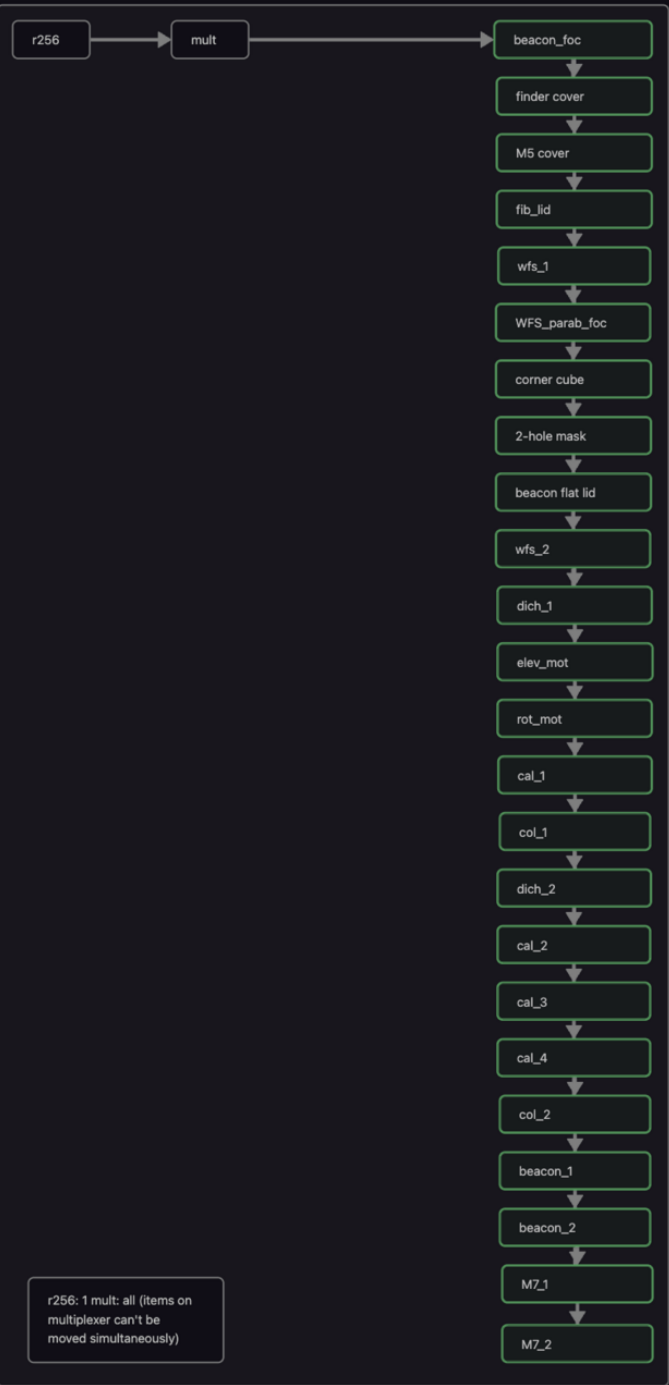 r256
mult
beacon_foc
finder cover
M5 cover
fib_lid
wfs_1
WFS_parab_foc
corner cube
2-hole mask
beacon flat lid
wfs_2
dich_1
elev_mot
rot_mot
cal_1
col_1
dich_2
cal_2
cal_3
cal_4
col_2
beacon_1
beacon_2
M7_1
M7_2
r256: 1 mult: all (items on
multiplexer can't be
moved simultaneously)